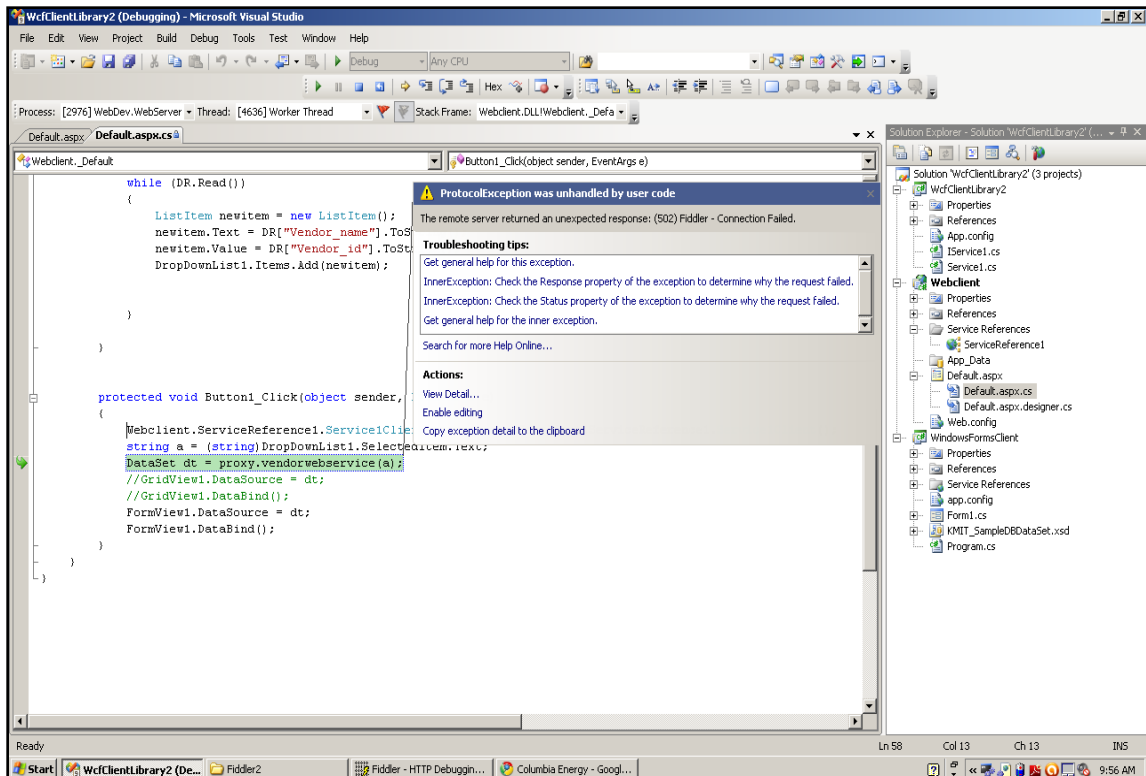 WcfClientLibrary2 (Debugging) - Microsoft Visual Studio
File Edit View Project Build Debug Tools Test Window Help
Debug Any CPU
Hex
Process: [2976] WebDev.WebServer Thread: [4636] Worker Thread Stack Frame: Webclient.DLL!Webclient._Defa
Default.aspx Default.aspx.cs
Webclient._Default Button1_Click(object sender, EventArgs e)
while (DR.Read())
{
ListItem newitem = new ListItem();
newitem.Text = DR["Vendor_name"].ToS
newitem.Value = DR["Vendor_id"].ToSt
DropDownList1.Items.Add(newitem);
}
}
protected void Button1_Click(object sender,
{
Webclient.ServiceReference1.Service1Clie
string a = (string)DropDownList1.SelectedItem.Text;
DataSet dt = proxy.vendorwebservice(a);
//GridView1.DataSource = dt;
//GridView1.DataBind();
FormView1.DataSource = dt;
FormView1.DataBind();
}
}
}
ProtocolException was unhandled by user code
The remote server returned an unexpected response: (502) Fiddler - Connection Failed.
Troubleshooting tips:
Get general help for this exception.
InnerException: Check the Response property of the exception to determine why the request failed.
InnerException: Check the Status property of the exception to determine why the request failed.
Get general help for the inner exception.
Search for more Help Online...
Actions:
View Detail...
Enable editing
Copy exception detail to the clipboard
Solution Explorer - Solution 'WcfClientLibrary2' (...
Solution 'WcfClientLibrary2' (3 projects)
WcfClientLibrary2
Properties
References
App.config
IService1.cs
Service1.cs
Webclient
Properties
References
Service References
ServiceReference1
App_Data
Default.aspx
Default.aspx.cs
Default.aspx.designer.cs
Web.config
WindowsFormsClient
Properties
References
Service References
app.config
Form1.cs
KMIT_SampleDBDataSet.xsd
Program.cs
Ready Ln 58 Col 13 Ch 13 INS
Start WcfClientLibrary2 (De... Fiddler2 Fiddler - HTTP Debuggin... Columbia Energy - Googl... 9:56 AM